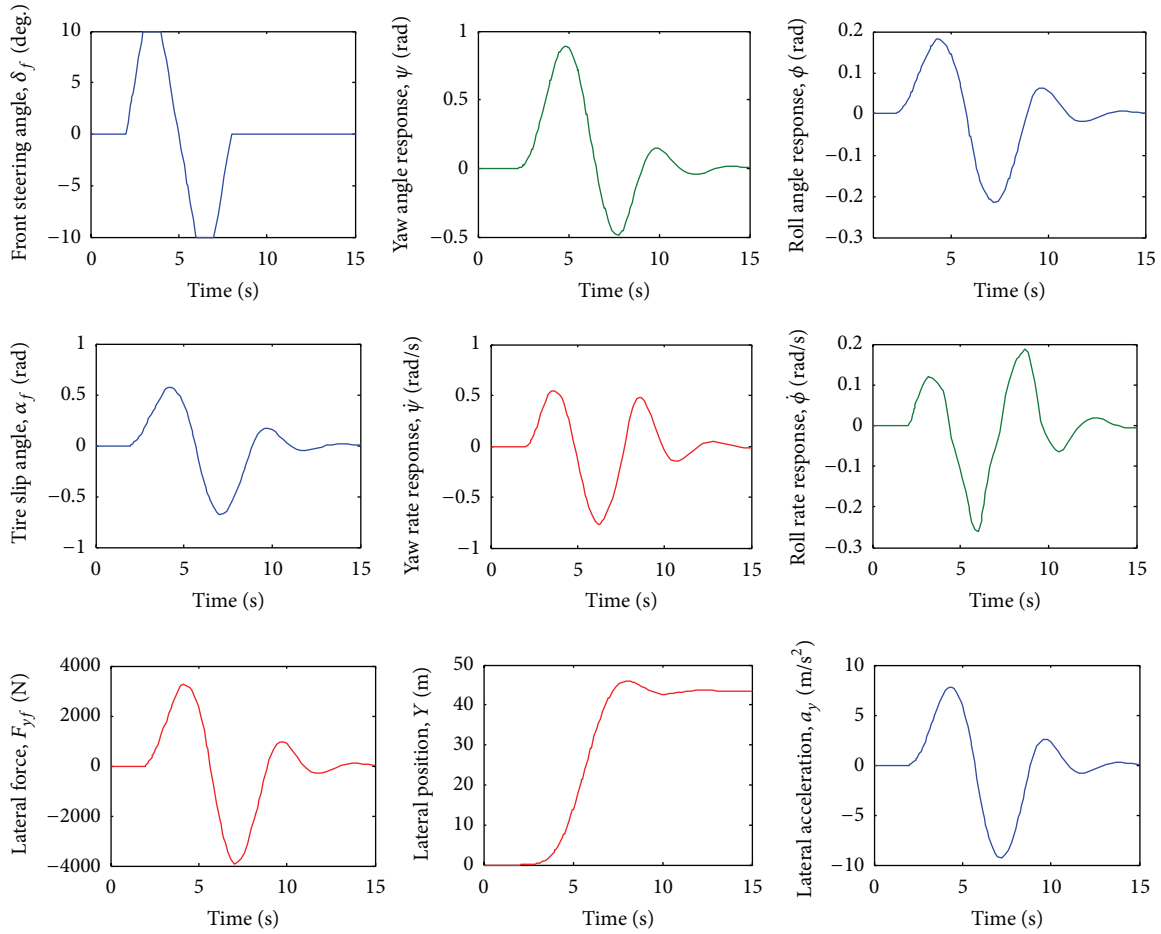 Front steering angle, δf (deg.)
10
5
0
−5
−10
0 5 10 15
Time (s)
Yaw angle response, ψ (rad)
1
0.5
0
−0.5
0 5 10 15
Time (s)
Roll angle response, ϕ (rad)
0.2
0.1
0
−0.1
−0.2
−0.3
5 10 15
Time (s)
Tire slip angle, αf (rad)
1
0.5
0
−0.5
−1
0 5 10 15
Time (s)
Yaw rate response, ψ̇ (rad/s)
1
0.5
0
−0.5
−1
0 5 10 15
Time (s)
Roll rate response, ϕ̇ (rad/s)
0.2
0.1
0
−0.1
−0.2
−0.3
0 5 10 15
Time (s)
Lateral force, Fyf (N)
4000
2000
0
−2000
−4000
0 5 10 15
Time (s)
Lateral position, Y (m)
50
40
30
20
10
0
0 5 10 15
Time (s)
Lateral acceleration, ay (m/s²)
10
5
0
−5
−10
0 5 10 15
Time (s)